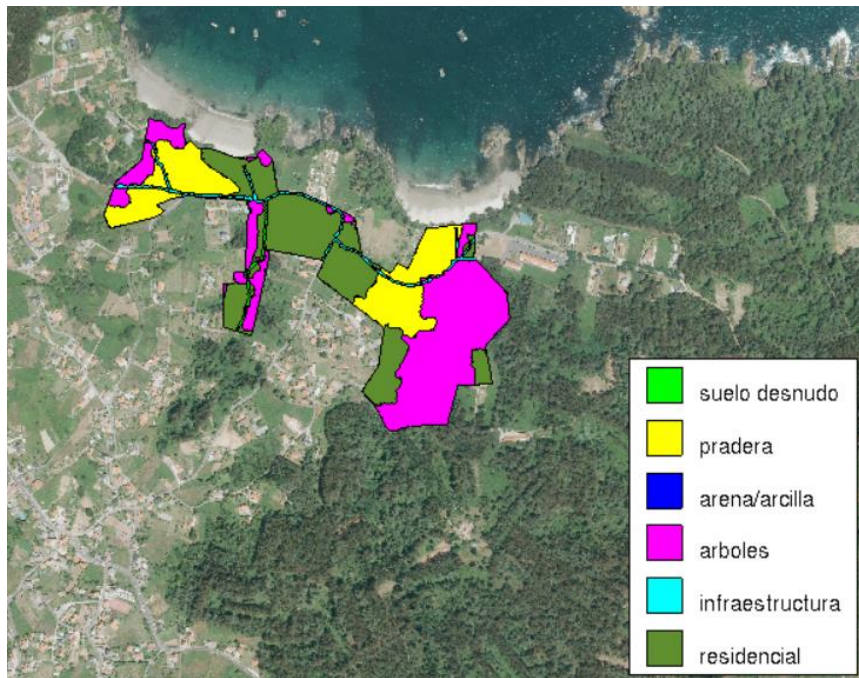 suelo desnudo
pradera
arena/arcilla
arboles
infraestructura
residencial